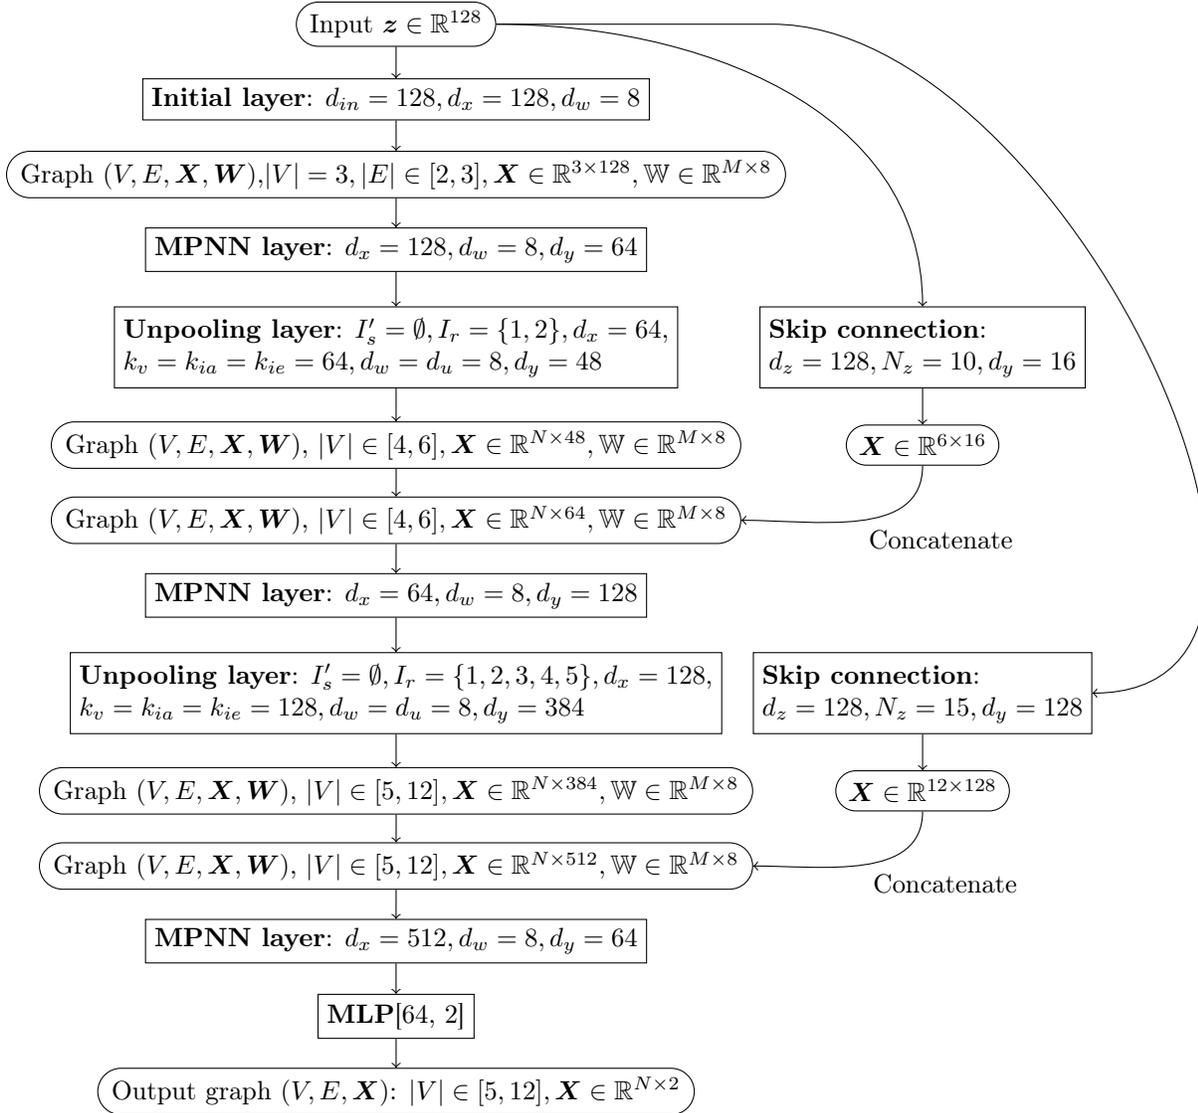 Input z ∈ ℝ^128
Initial layer: d_in = 128, d_x = 128, d_w = 8
Graph (V, E, X, W),|V| = 3, |E| ∈ [2, 3], X ∈ ℝ^{3×128}, 𝕎 ∈ ℝ^{M×8}
MPNN layer: d_x = 128, d_w = 8, d_y = 64
Unpooling layer: I'_s = ∅, I_r = {1, 2}, d_x = 64,
k_v = k_ia = k_ie = 64, d_w = d_u = 8, d_y = 48
Skip connection:
d_z = 128, N_z = 10, d_y = 16
Graph (V, E, X, W), |V| ∈ [4, 6], X ∈ ℝ^{N×48}, 𝕎 ∈ ℝ^{M×8}
X ∈ ℝ^{6×16}
Graph (V, E, X, W), |V| ∈ [4, 6], X ∈ ℝ^{N×64}, 𝕎 ∈ ℝ^{M×8}
Concatenate
MPNN layer: d_x = 64, d_w = 8, d_y = 128
Unpooling layer: I'_s = ∅, I_r = {1, 2, 3, 4, 5}, d_x = 128,
k_v = k_ia = k_ie = 128, d_w = d_u = 8, d_y = 384
Skip connection:
d_z = 128, N_z = 15, d_y = 128
Graph (V, E, X, W), |V| ∈ [5, 12], X ∈ ℝ^{N×384}, 𝕎 ∈ ℝ^{M×8}
X ∈ ℝ^{12×128}
Graph (V, E, X, W), |V| ∈ [5, 12], X ∈ ℝ^{N×512}, 𝕎 ∈ ℝ^{M×8}
Concatenate
MPNN layer: d_x = 512, d_w = 8, d_y = 64
MLP[64, 2]
Output graph (V, E, X): |V| ∈ [5, 12], X ∈ ℝ^{N×2}